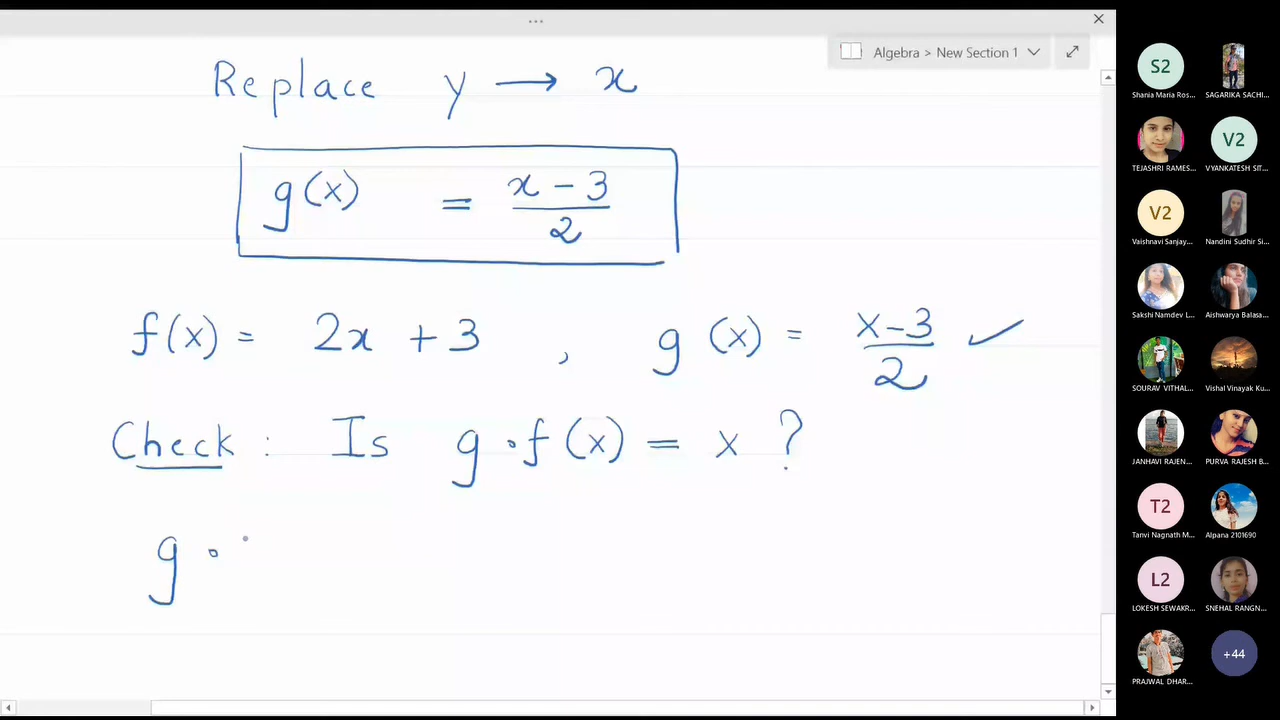 Algebra > New Section 1
Replace y → x
g(x) = x - 3 / 2
f(x) = 2x + 3 , g(x) = x-3 / 2 ✓
Check : Is g∘f(x) = x ?
g ∘
S2
Shania Maria Ros...
SAGARIKA SACHI...
TEJASHRI RAMES...
V2
VYANKATESH SIT...
V2
Vaishnavi Sanjay...
Nandini Sudhir Si...
Sakshi Namdev L...
Aishwarya Balasa...
SOURAV VITHAL...
Vishal Vinayak Ku...
JANHAVI RAJEN...
PURVA RAJESH B...
T2
Tanvi Nagnath M...
Alpana 2101690
L2
LOKESH SEWAKR...
SNEHAL RANGN...
PRAJWAL DHAR...
+44